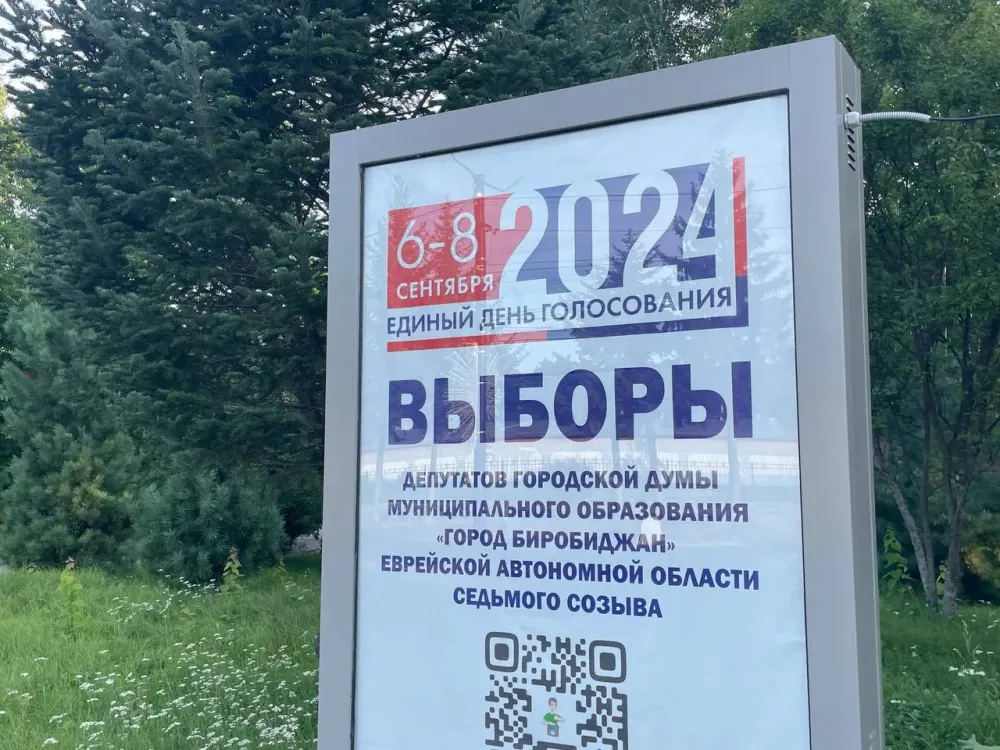 6-8 2024
СЕНТЯБРЯ
ЕДИНЫЙ ДЕНЬ ГОЛОСОВАНИЯ
ВЫБОРЫ
ДЕПУТАТОВ ГОРОДСКОЙ ДУМЫ
МУНИЦИПАЛЬНОГО ОБРАЗОВАНИЯ
«ГОРОД БИРОБИДЖАН»
ЕВРЕЙСКОЙ АВТОНОМНОЙ ОБЛАСТИ
СЕДЬМОГО СОЗЫВА